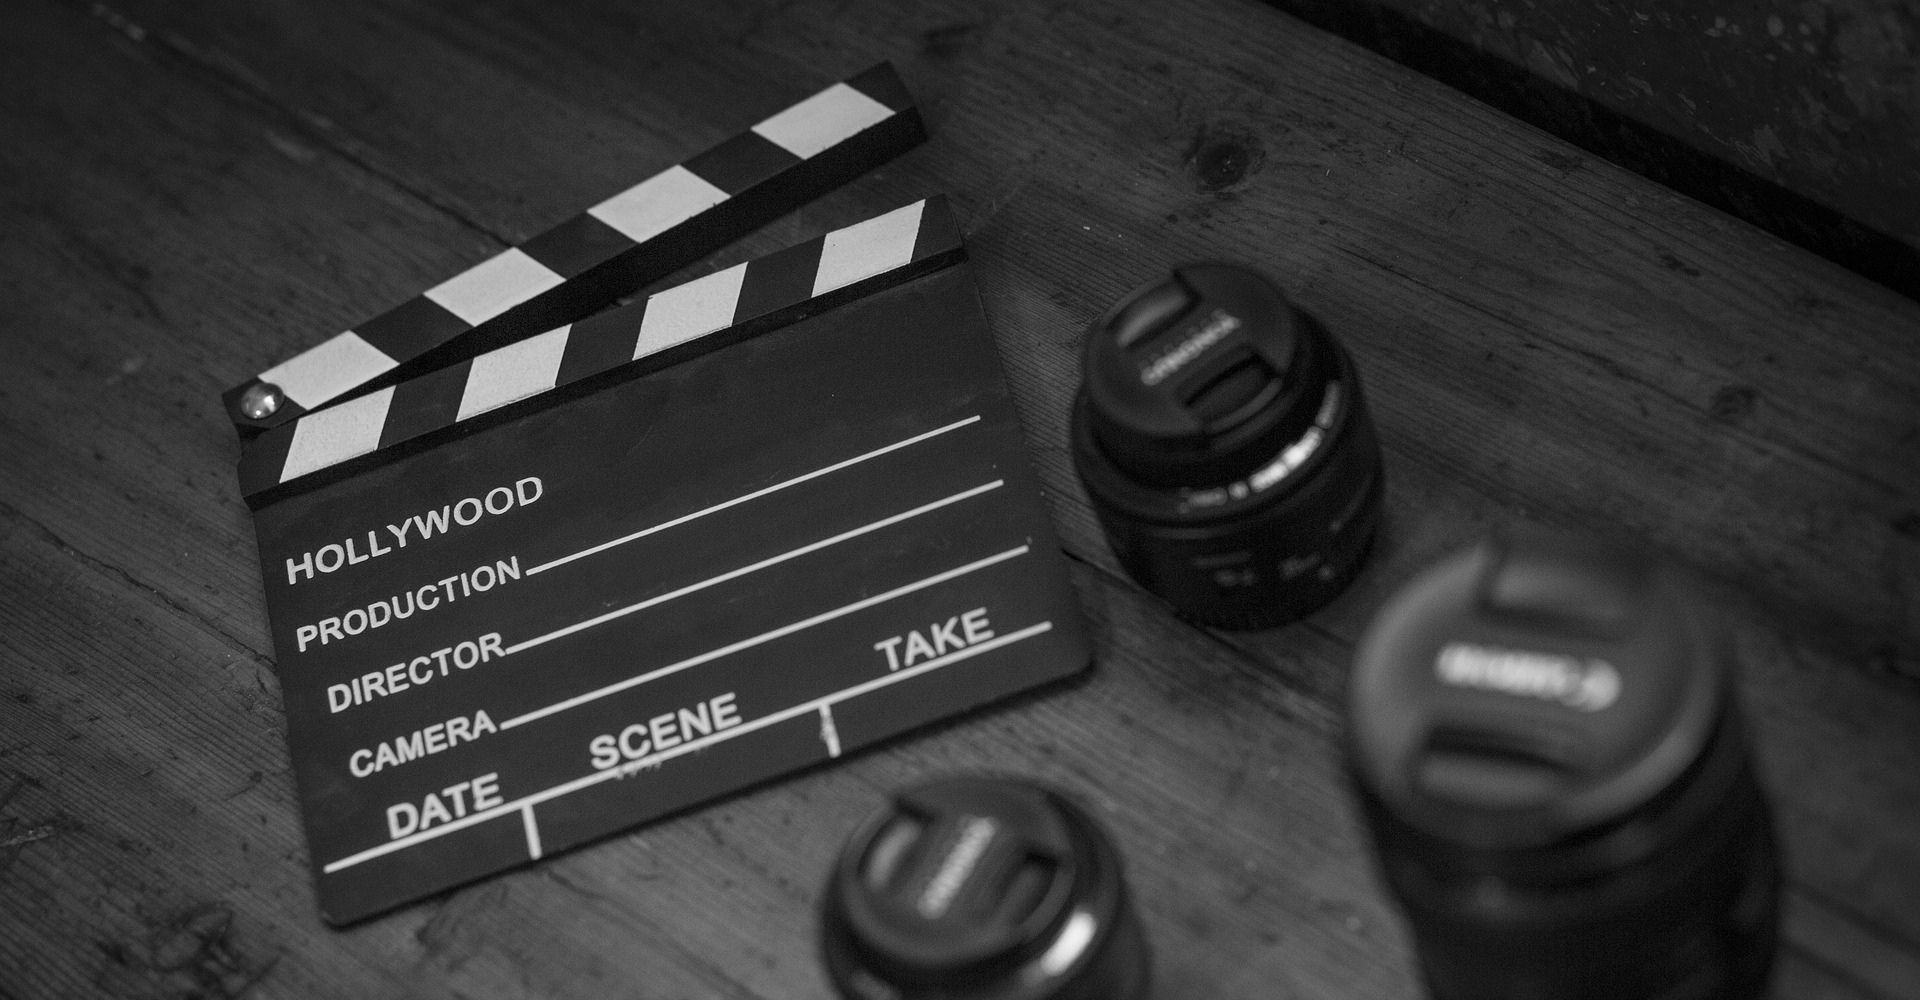 HOLLYWOOD
PRODUCTION
DIRECTOR
CAMERA
DATE SCENE TAKE